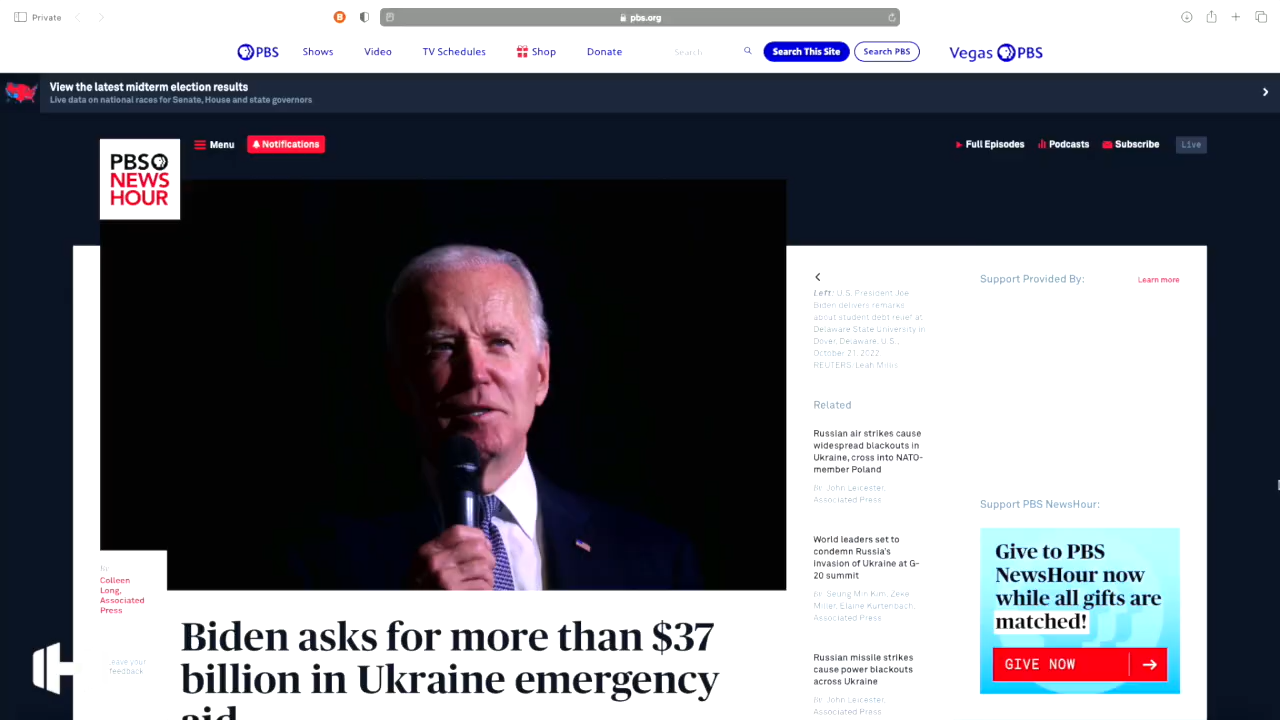 Private
pbs.org
PBS
Shows
Video
TV Schedules
Shop
Donate
Search
Search This Site
Search PBS
Vegas PBS
View the latest midterm election results
Live data on national races for Senate, House and state governors
PBS
NEWS
HOUR
Menu
Notifications
Full Episodes
Podcasts
Subscribe
Live
Left: U.S. President Joe
Biden delivers remarks
about student debt relief at
Delaware State University in
Dover, Delaware, U.S.,
October 21, 2022.
REUTERS/Leah Millis
Related
Russian air strikes cause
widespread blackouts in
Ukraine, cross into NATO-
member Poland
By John Leicester,
Associated Press
World leaders set to
condemn Russia's
invasion of Ukraine at G-
20 summit
By Seung Min Kim, Zeke
Miller, Elaine Kurtenbach,
Associated Press
Russian missile strikes
cause power blackouts
across Ukraine
By John Leicester,
Associated Press
Support Provided By:
Learn more
Support PBS NewsHour:
Give to PBS
NewsHour now
while all gifts are
matched!
GIVE NOW
By
Colleen
Long,
Associated
Press
Leave your
feedback
Biden asks for more than $37
billion in Ukraine emergency
aid